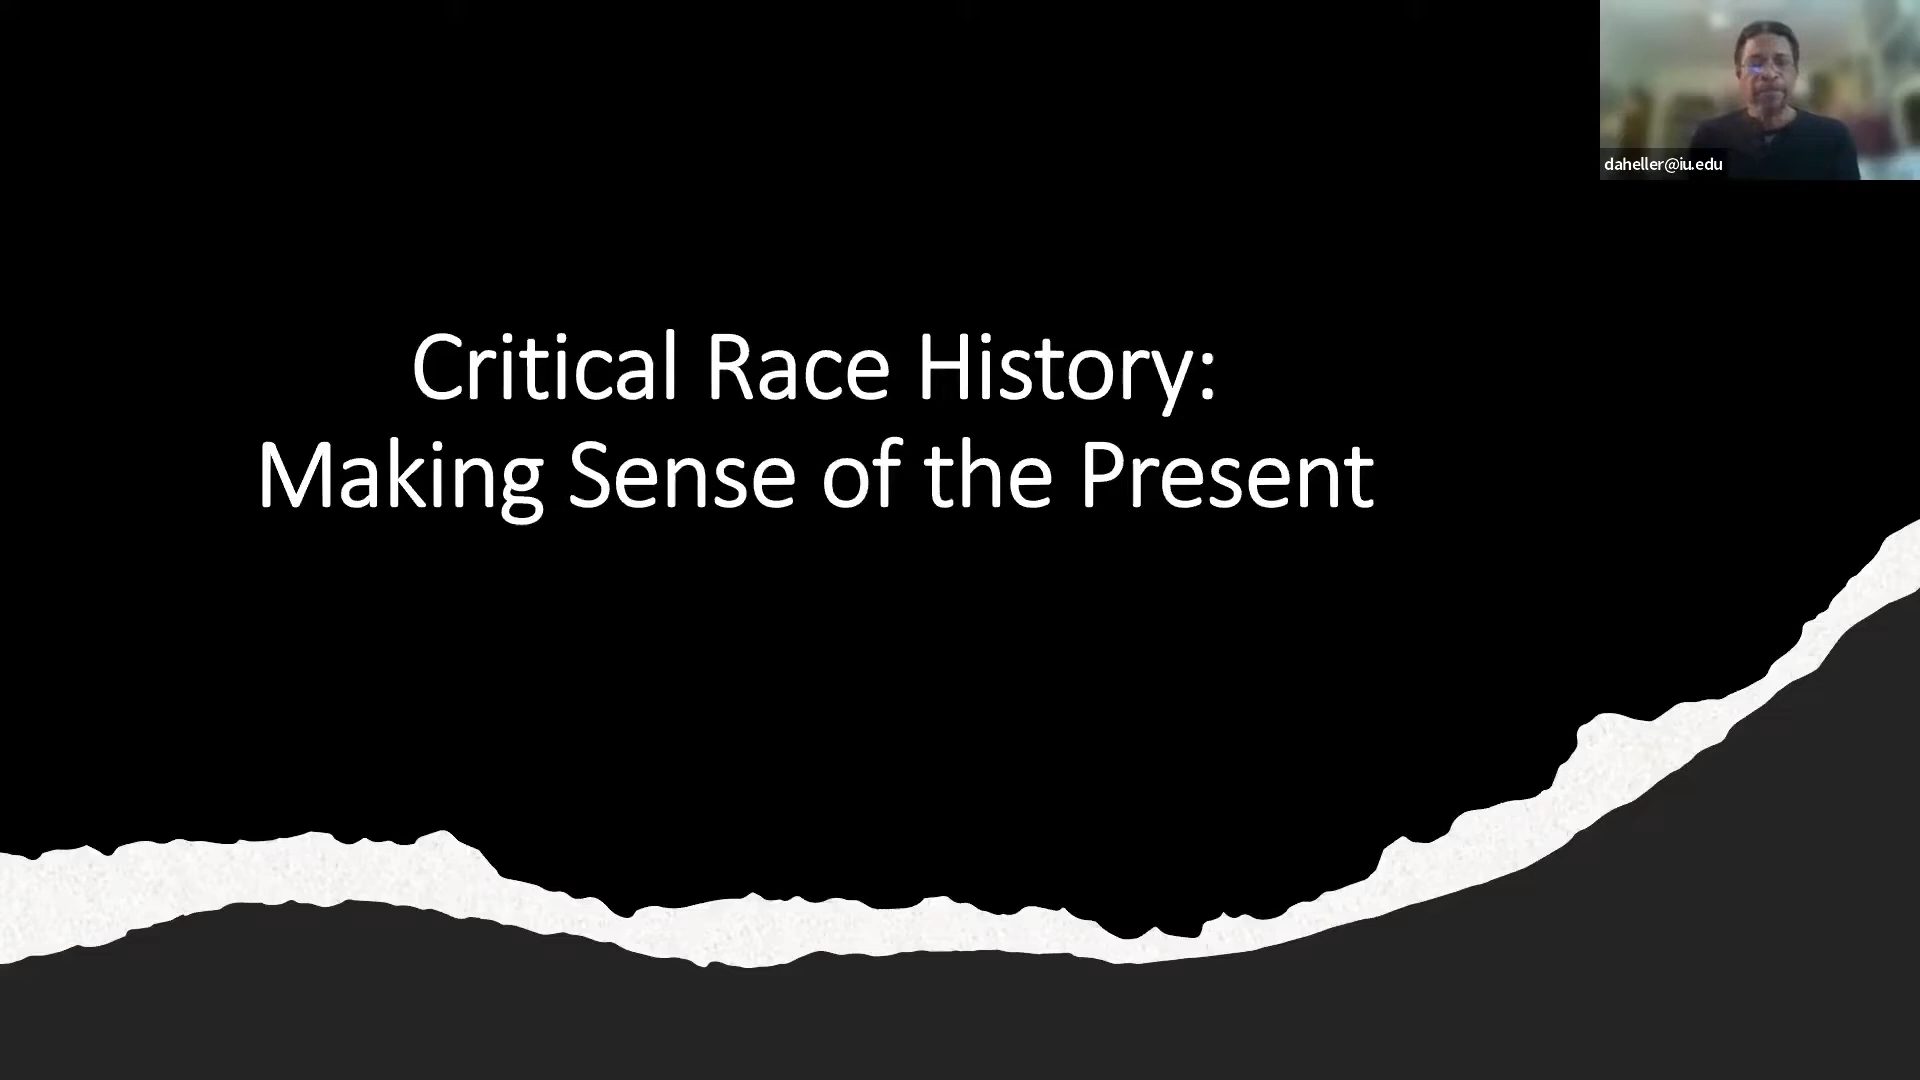 daheller@iu.edu
Critical Race History:
Making Sense of the Present